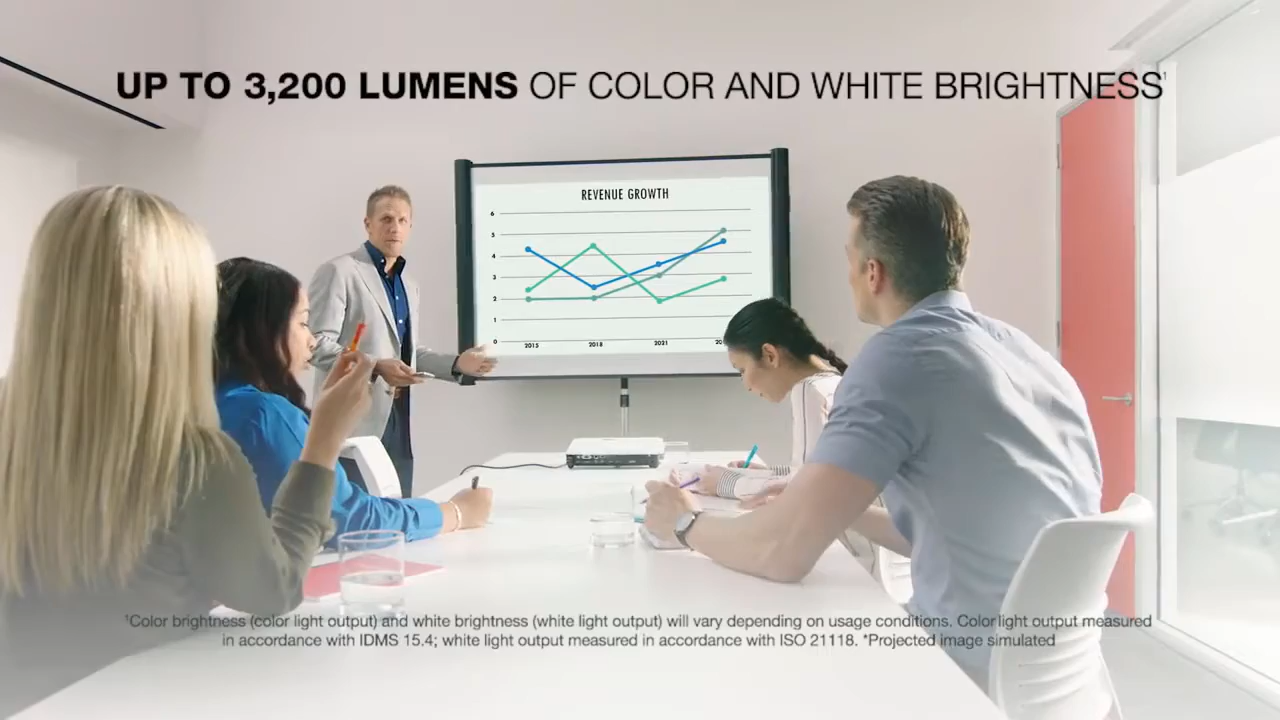 UP TO 3,200 LUMENS OF COLOR AND WHITE BRIGHTNESS¹
REVENUE GROWTH
6
5
4
3
2
1
0
2015 2018 2021
¹Color brightness (color light output) and white brightness (white light output) will vary depending on usage conditions. Color light output measured
in accordance with IDMS 15.4; white light output measured in accordance with ISO 21118. *Projected image simulated